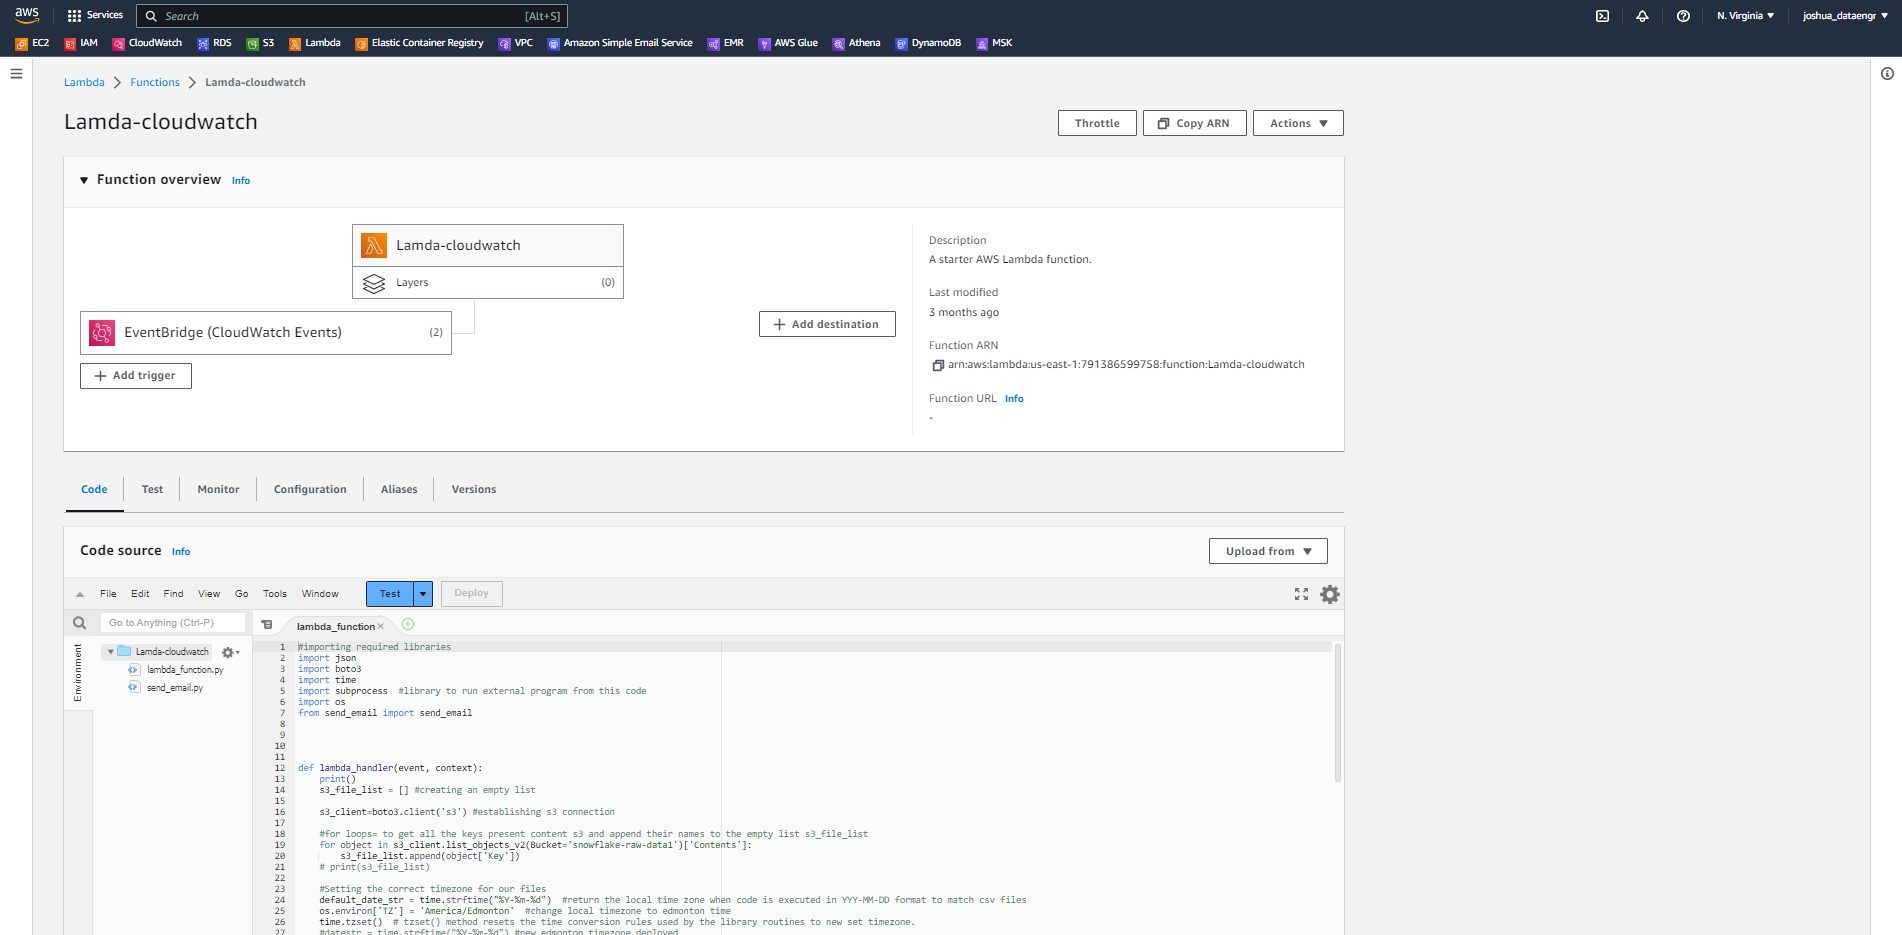 aws Services Search [Alt+S] N. Virginia ▼ joshua_dataengr ▼
EC2 IAM CloudWatch RDS S3 Lambda Elastic Container Registry VPC Amazon Simple Email Service EMR AWS Glue Athena DynamoDB MSK
Lambda > Functions > Lamda-cloudwatch
Lamda-cloudwatch
Throttle Copy ARN Actions ▼
▼ Function overview Info
Lamda-cloudwatch
Layers (0)
EventBridge (CloudWatch Events) (2)
+ Add trigger
+ Add destination
Description
A starter AWS Lambda function.
Last modified
3 months ago
Function ARN
arn:aws:lambda:us-east-1:791386599758:function:Lamda-cloudwatch
Function URL Info
-
Code Test Monitor Configuration Aliases Versions
Code source Info
Upload from ▼
File Edit Find View Go Tools Window Test Deploy
Go to Anything (Ctrl-P)
Environment
Lamda-cloudwatch
lambda_function.py
send_email.py
lambda_function ×
1 #importing required libraries
2 import json
3 import boto3
4 import time
5 import subprocess  #library to run external program from this code
6 import os
7 from send_email import send_email
8
9
10
11
12 def lambda_handler(event, context):
13     print()
14     s3_file_list = [] #creating an empty list
15
16     s3_client=boto3.client('s3') #establishing s3 connection
17
18     #for loops= to get all the keys present content s3 and append their names to the empty list s3_file_list
19     for object in s3_client.list_objects_v2(Bucket='snowflake-raw-data1')['Contents']:
20         s3_file_list.append(object['Key'])
21     # print(s3_file_list)
22
23     #Setting the correct timezone for our files
24     default_date_str = time.strftime("%Y-%m-%d")  #return the local time zone when code is executed in YYY-MM-DD format to match csv files
25     os.environ['TZ'] = 'America/Edmonton'  #change local timezone to edmonton time
26     time.tzset()  # tzset() method resets the time conversion rules used by the library routines to new set timezone.
27     #datestr = time.strftime("%Y-%m-%d") #new edmonton timezone deployed